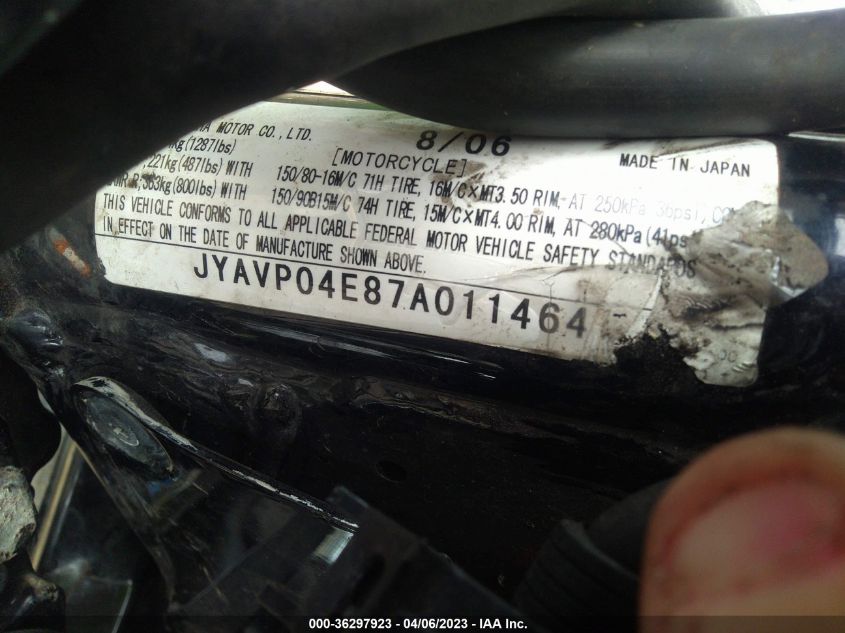 MOTOR CO., LTD.
8/06
MADE IN JAPAN
(1287lbs)
[MOTORCYCLE]
221kg(487lbs) WITH 150/80-16M/C 71H TIRE, 16M/C×MT3.50 RIM, AT 250kPa 36psi),
363kg(800lbs) WITH 150/90B15M/C 74H TIRE, 15M/C×MT4.00 RIM, AT 280kPa(41ps
THIS VEHICLE CONFORMS TO ALL APPLICABLE FEDERAL MOTOR VEHICLE SAFETY STANDARDS
IN EFFECT ON THE DATE OF MANUFACTURE SHOWN ABOVE.
JYAVP04E87A011464
000-36297923 - 04/06/2023 - IAA Inc.